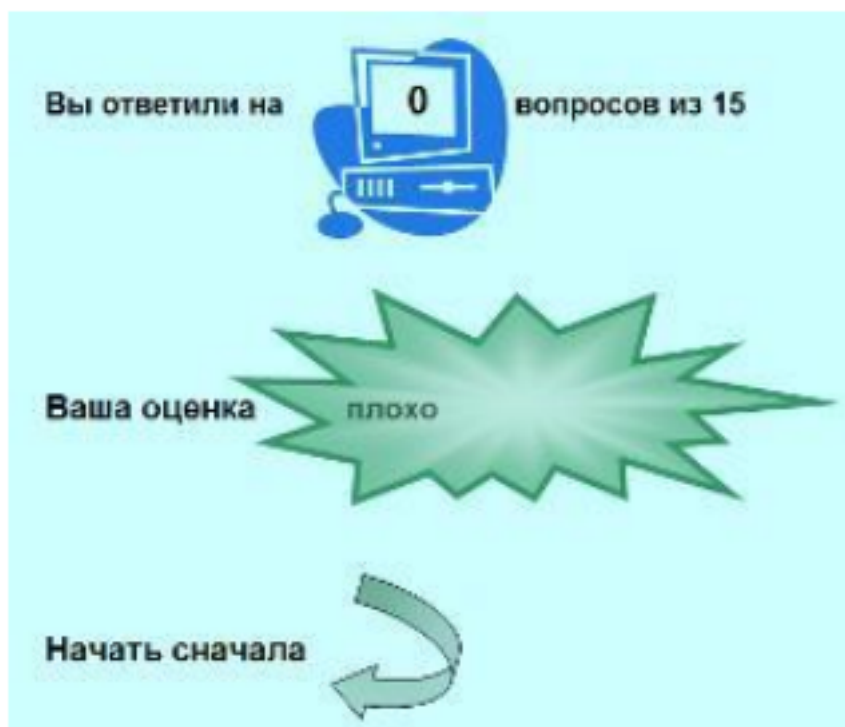 Вы ответили на 0 вопросов из 15
Ваша оценка плохо
Начать сначала